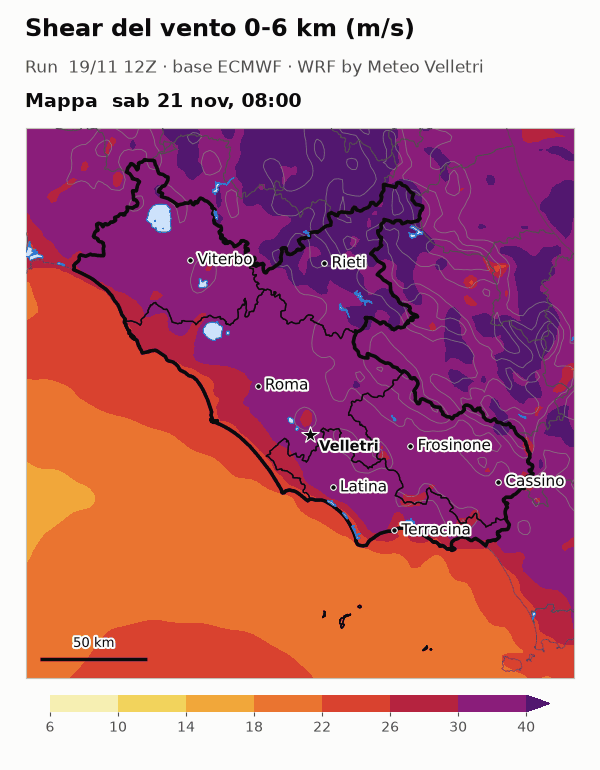 Shear del vento 0-6 km (m/s)
Run  19/11 12Z · base ECMWF · WRF by Meteo Velletri
Mappa  sab 21 nov, 08:00
Viterbo
Rieti
Roma
Velletri
Frosinone
Cassino
Latina
Terracina
50 km
6 10 14 18 22 26 30 40